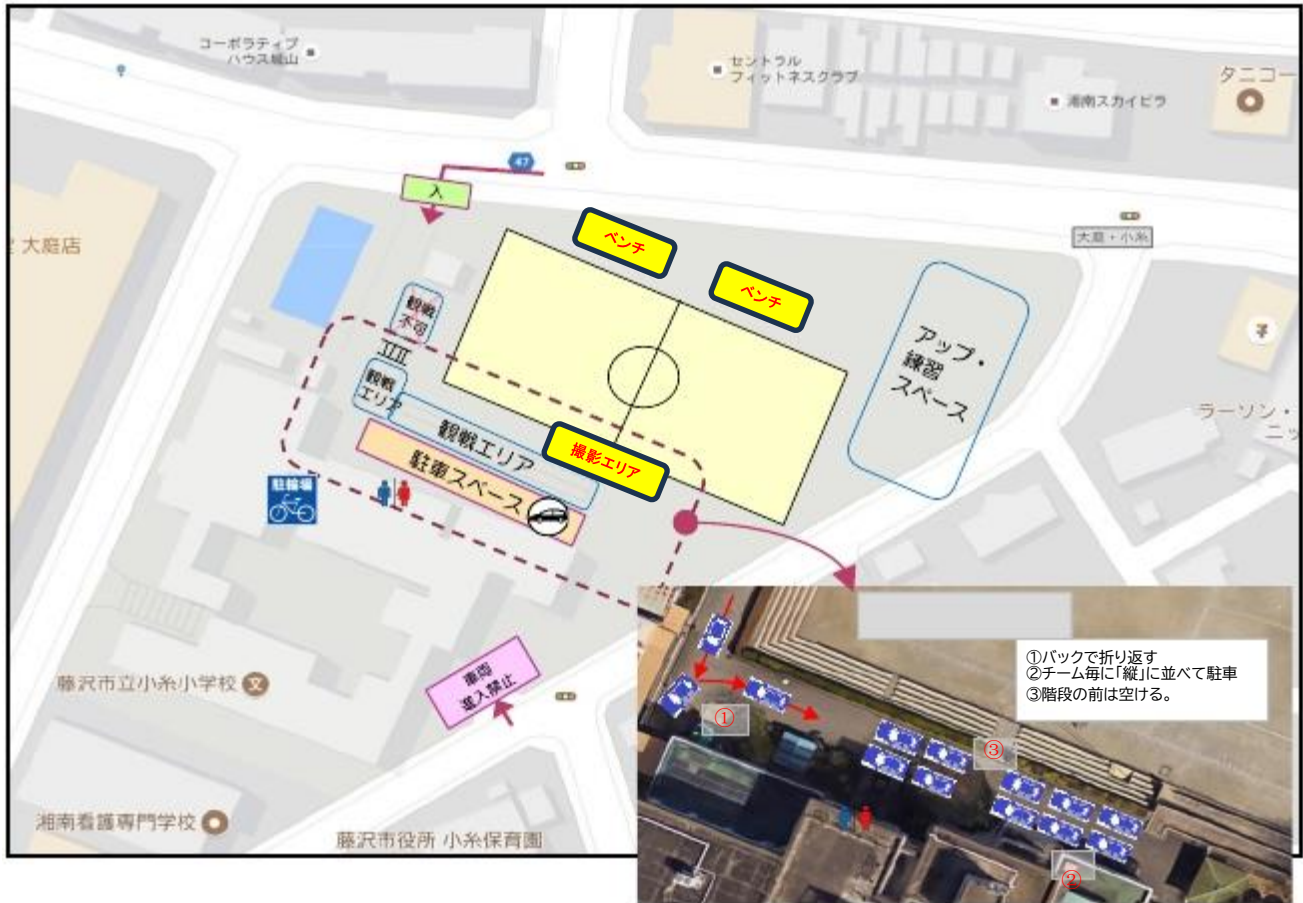 コーポラティブ
ハウス城山
セントラル
フィットネスクラブ
湘南スカイビラ
タニコー
47
入
大庭店
大庭・小糸
ベンチ
ベンチ
観戦
不可
観戦
エリア
観戦エリア
撮影エリア
駐車スペース
アップ・
練習
スペース
ラーソン・
ニッ
駐輪場
車両
進入禁止
藤沢市立小糸小学校
文
湘南看護専門学校
藤沢市役所 小糸保育園
①バックで折り返す
②チーム毎に「縦」に並べて駐車
③階段の前は空ける。
①
③
②